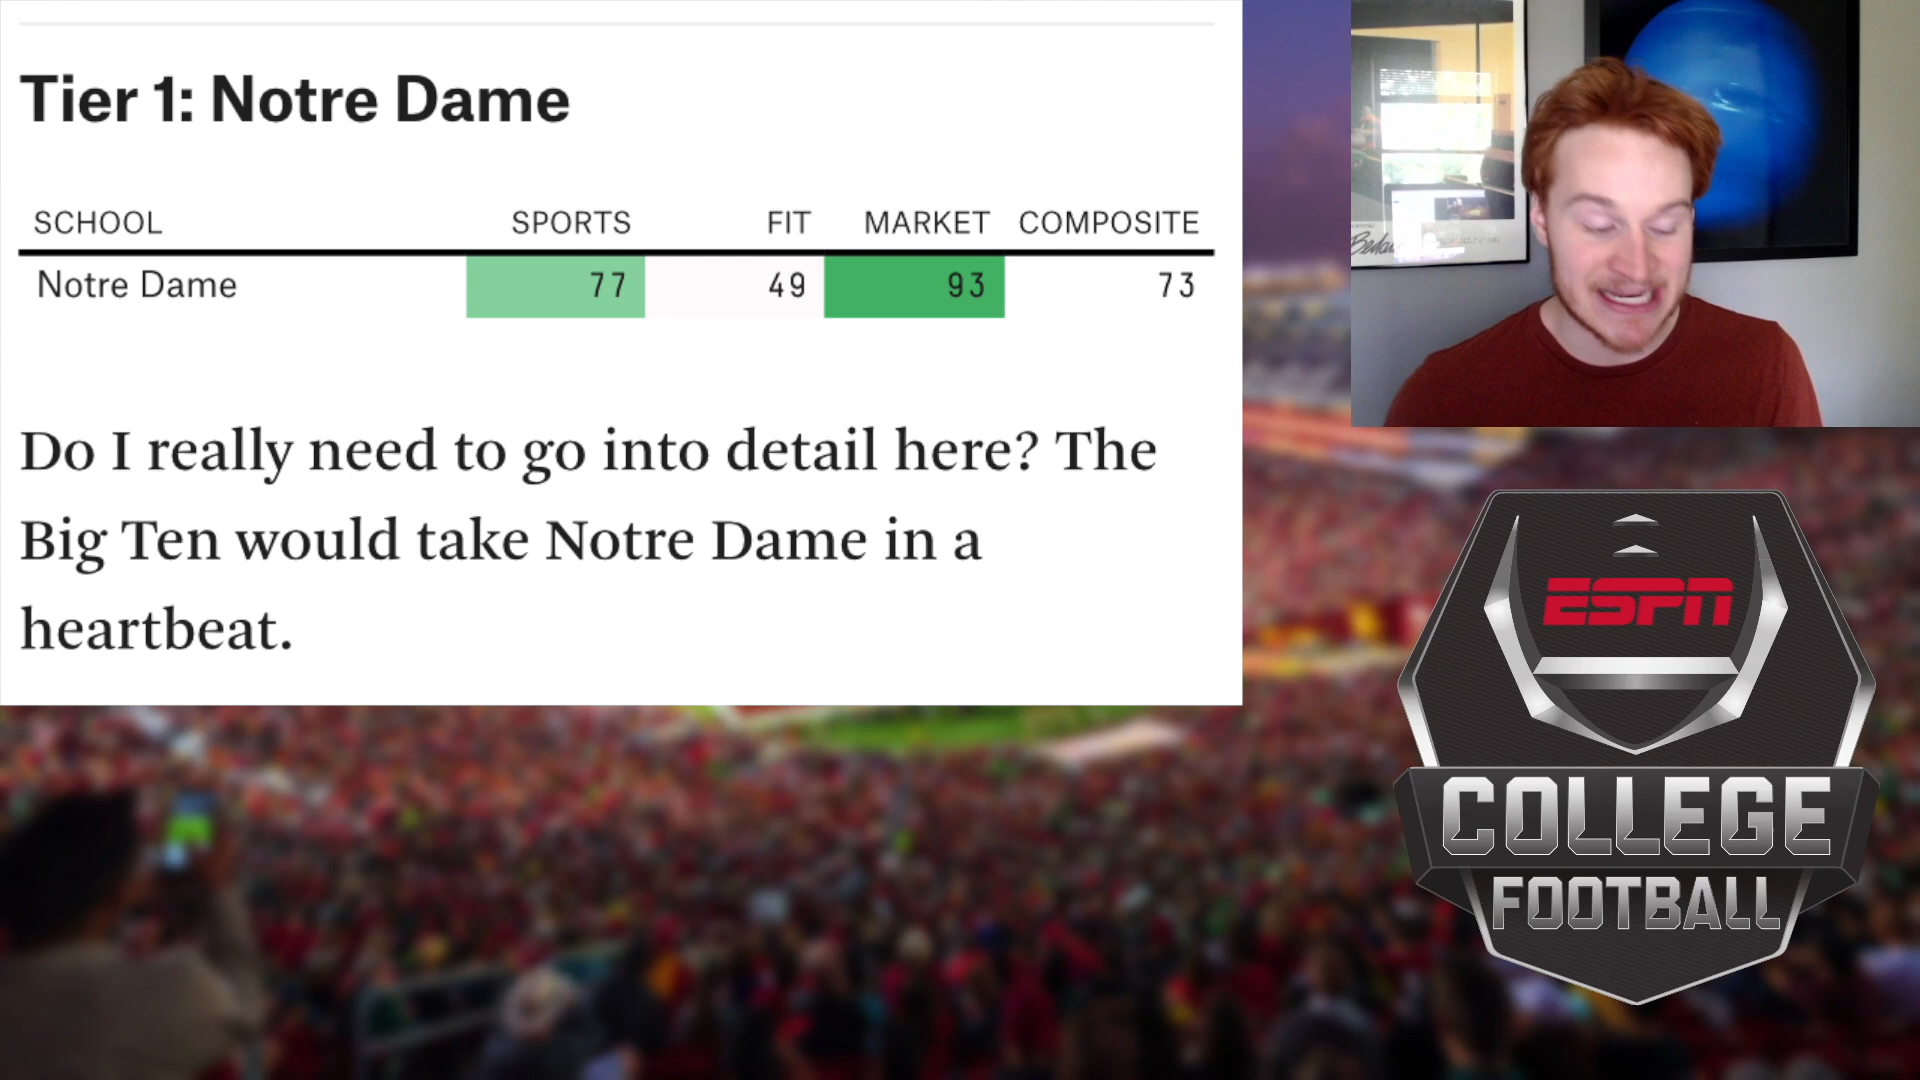 Tier 1: Notre Dame
SCHOOL SPORTS FIT MARKET COMPOSITE
Notre Dame 77 49 93 73
Do I really need to go into detail here? The
Big Ten would take Notre Dame in a
heartbeat.
ESPN
COLLEGE
FOOTBALL